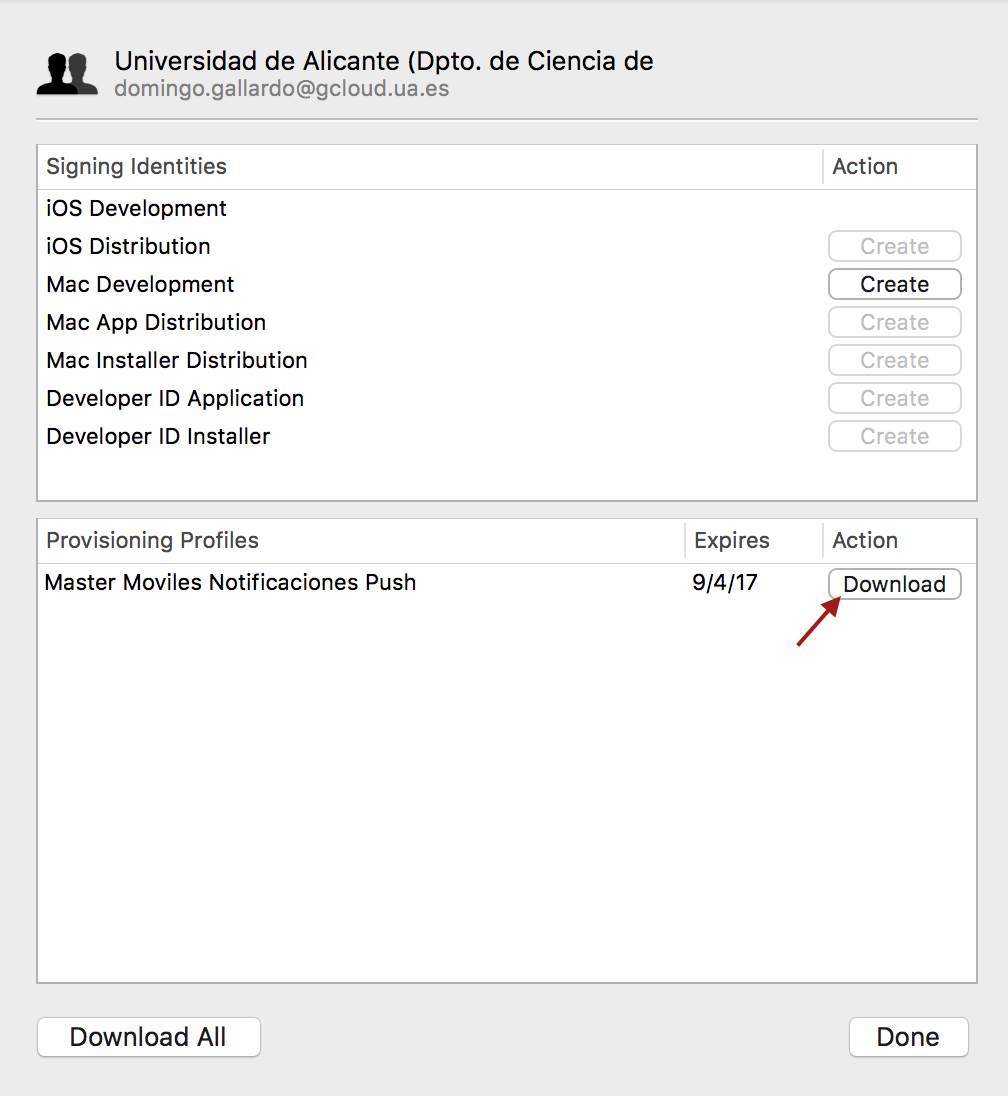 Universidad de Alicante (Dpto. de Ciencia de
domingo.gallardo@gcloud.ua.es
Signing Identities Action
iOS Development
iOS Distribution Create
Mac Development Create
Mac App Distribution Create
Mac Installer Distribution Create
Developer ID Application Create
Developer ID Installer Create
Provisioning Profiles Expires Action
Master Moviles Notificaciones Push 9/4/17 Download
Download All Done